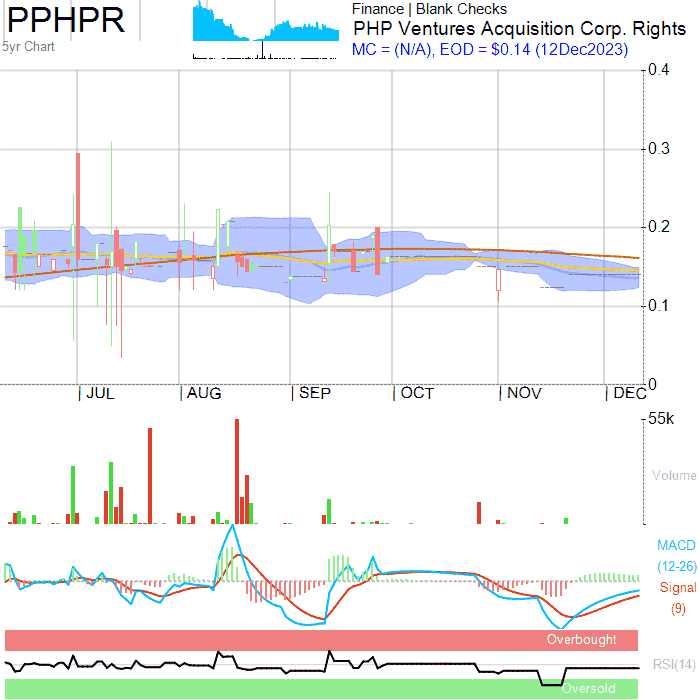 PPHPR
Finance | Blank Checks
PHP Ventures Acquisition Corp. Rights
5yr Chart
MC = (N/A), EOD = $0.14 (12Dec2023)
0.4
0.3
0.2
0.1
0
JUL
AUG
SEP
OCT
NOV
DEC
55k
Volume
MACD
(12-26)
Signal
(9)
Overbought
RSI(14)
Oversold